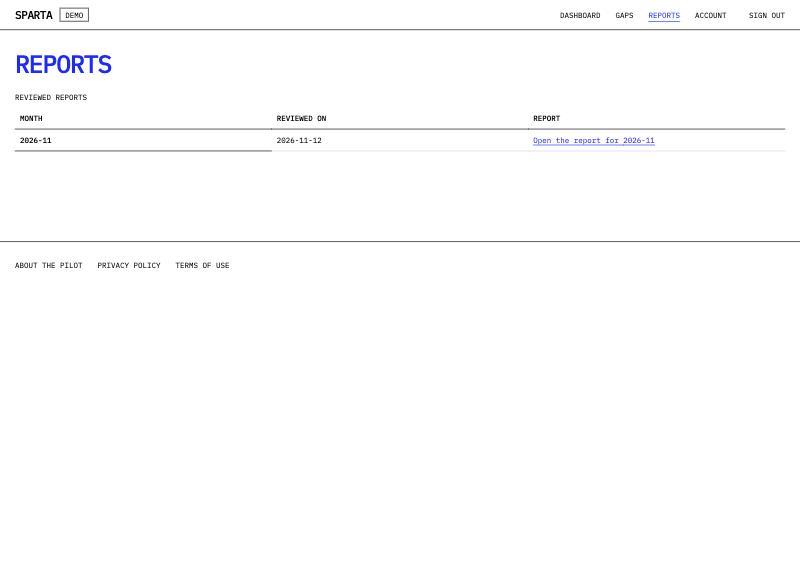 SPARTA DEMO DASHBOARD GAPS REPORTS ACCOUNT SIGN OUT
REPORTS
REVIEWED REPORTS
MONTH REVIEWED ON REPORT
2026-11 2026-11-12 Open the report for 2026-11
ABOUT THE PILOT PRIVACY POLICY TERMS OF USE